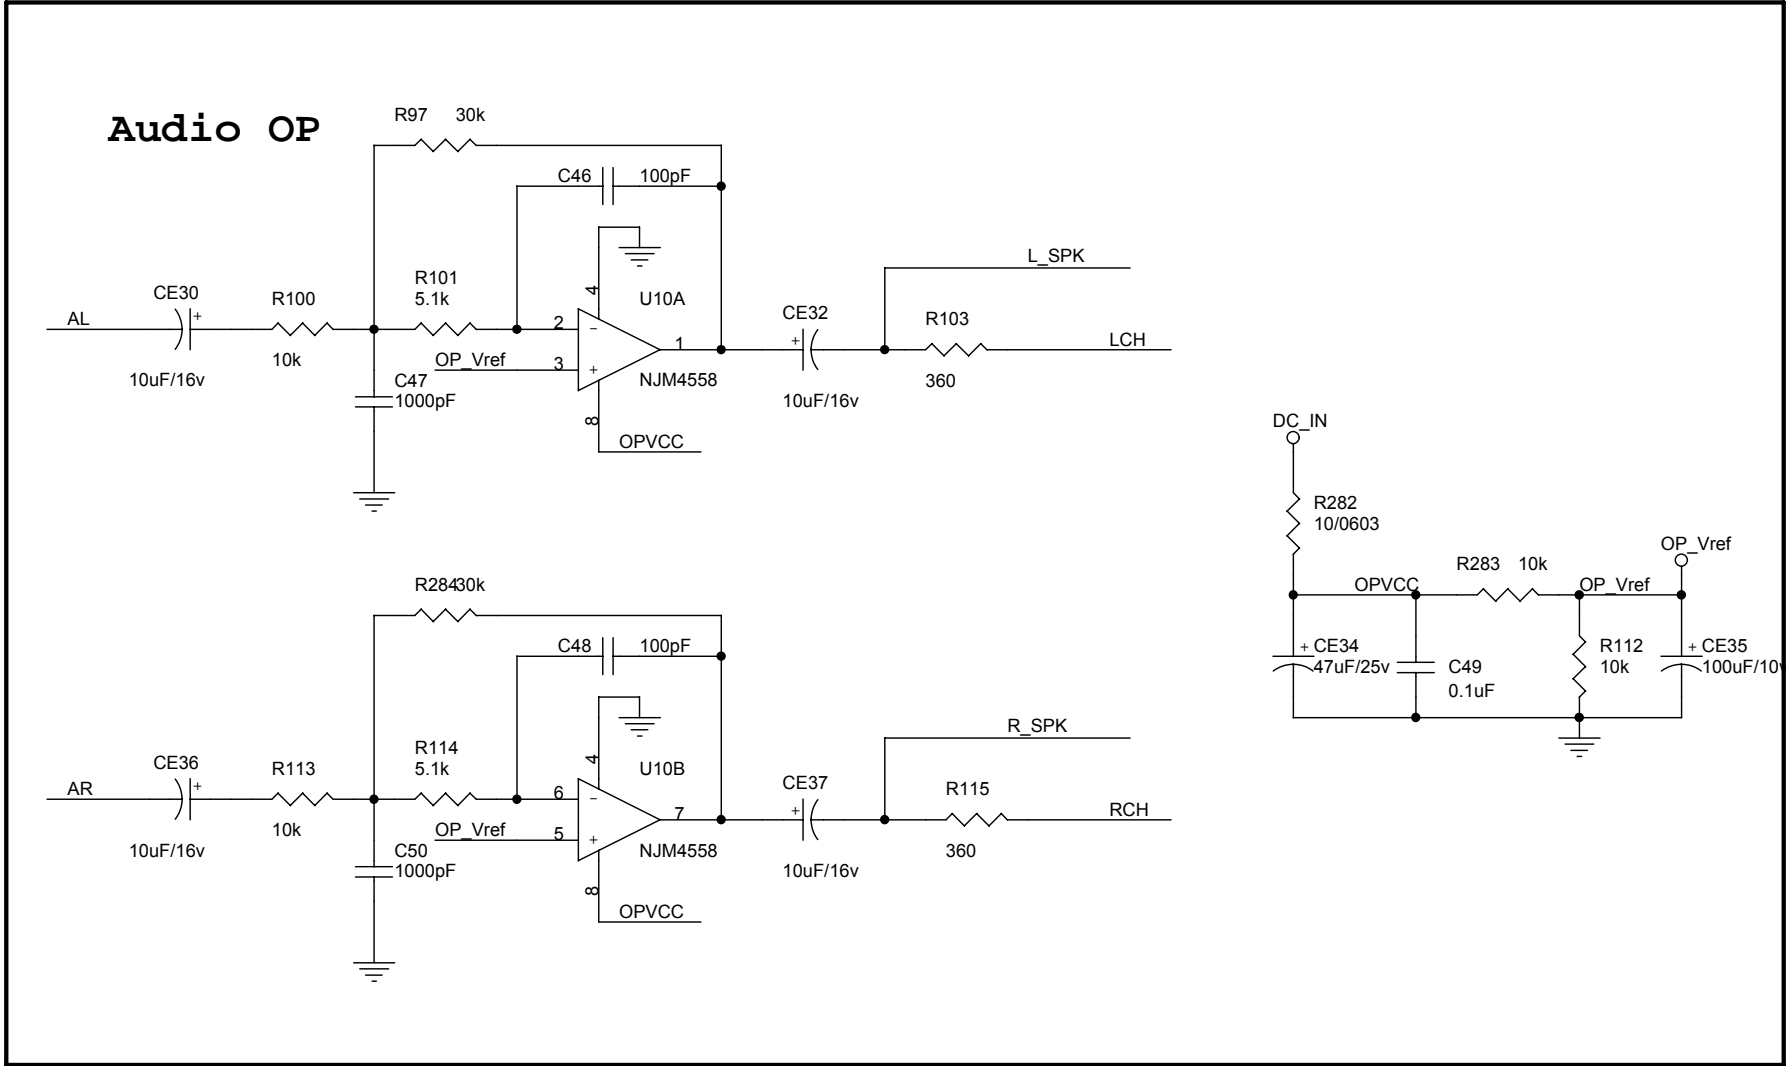 Audio OP
R97 30k
C46 100pF
R101
5.1k
4
U10A
L_SPK
CE30
+
R100
AL
2
-
CE32
+
R103
1
LCH
OP_Vref
3
+
10k
10uF/16v
C47
1000pF
NJM4558
10uF/16v
360
8
OPVCC
R284 30k
C48 100pF
R114
5.1k
4
U10B
R_SPK
CE36
+
R113
AR
6
-
CE37
+
R115
7
RCH
OP_Vref
5
+
10k
10uF/16v
C50
1000pF
NJM4558
10uF/16v
360
8
OPVCC
DC_IN
R282
10/0603
OP_Vref
R283 10k
OPVCC
OP_Vref
+ CE34
47uF/25v
C49
0.1uF
R112
10k
+ CE35
100uF/10v